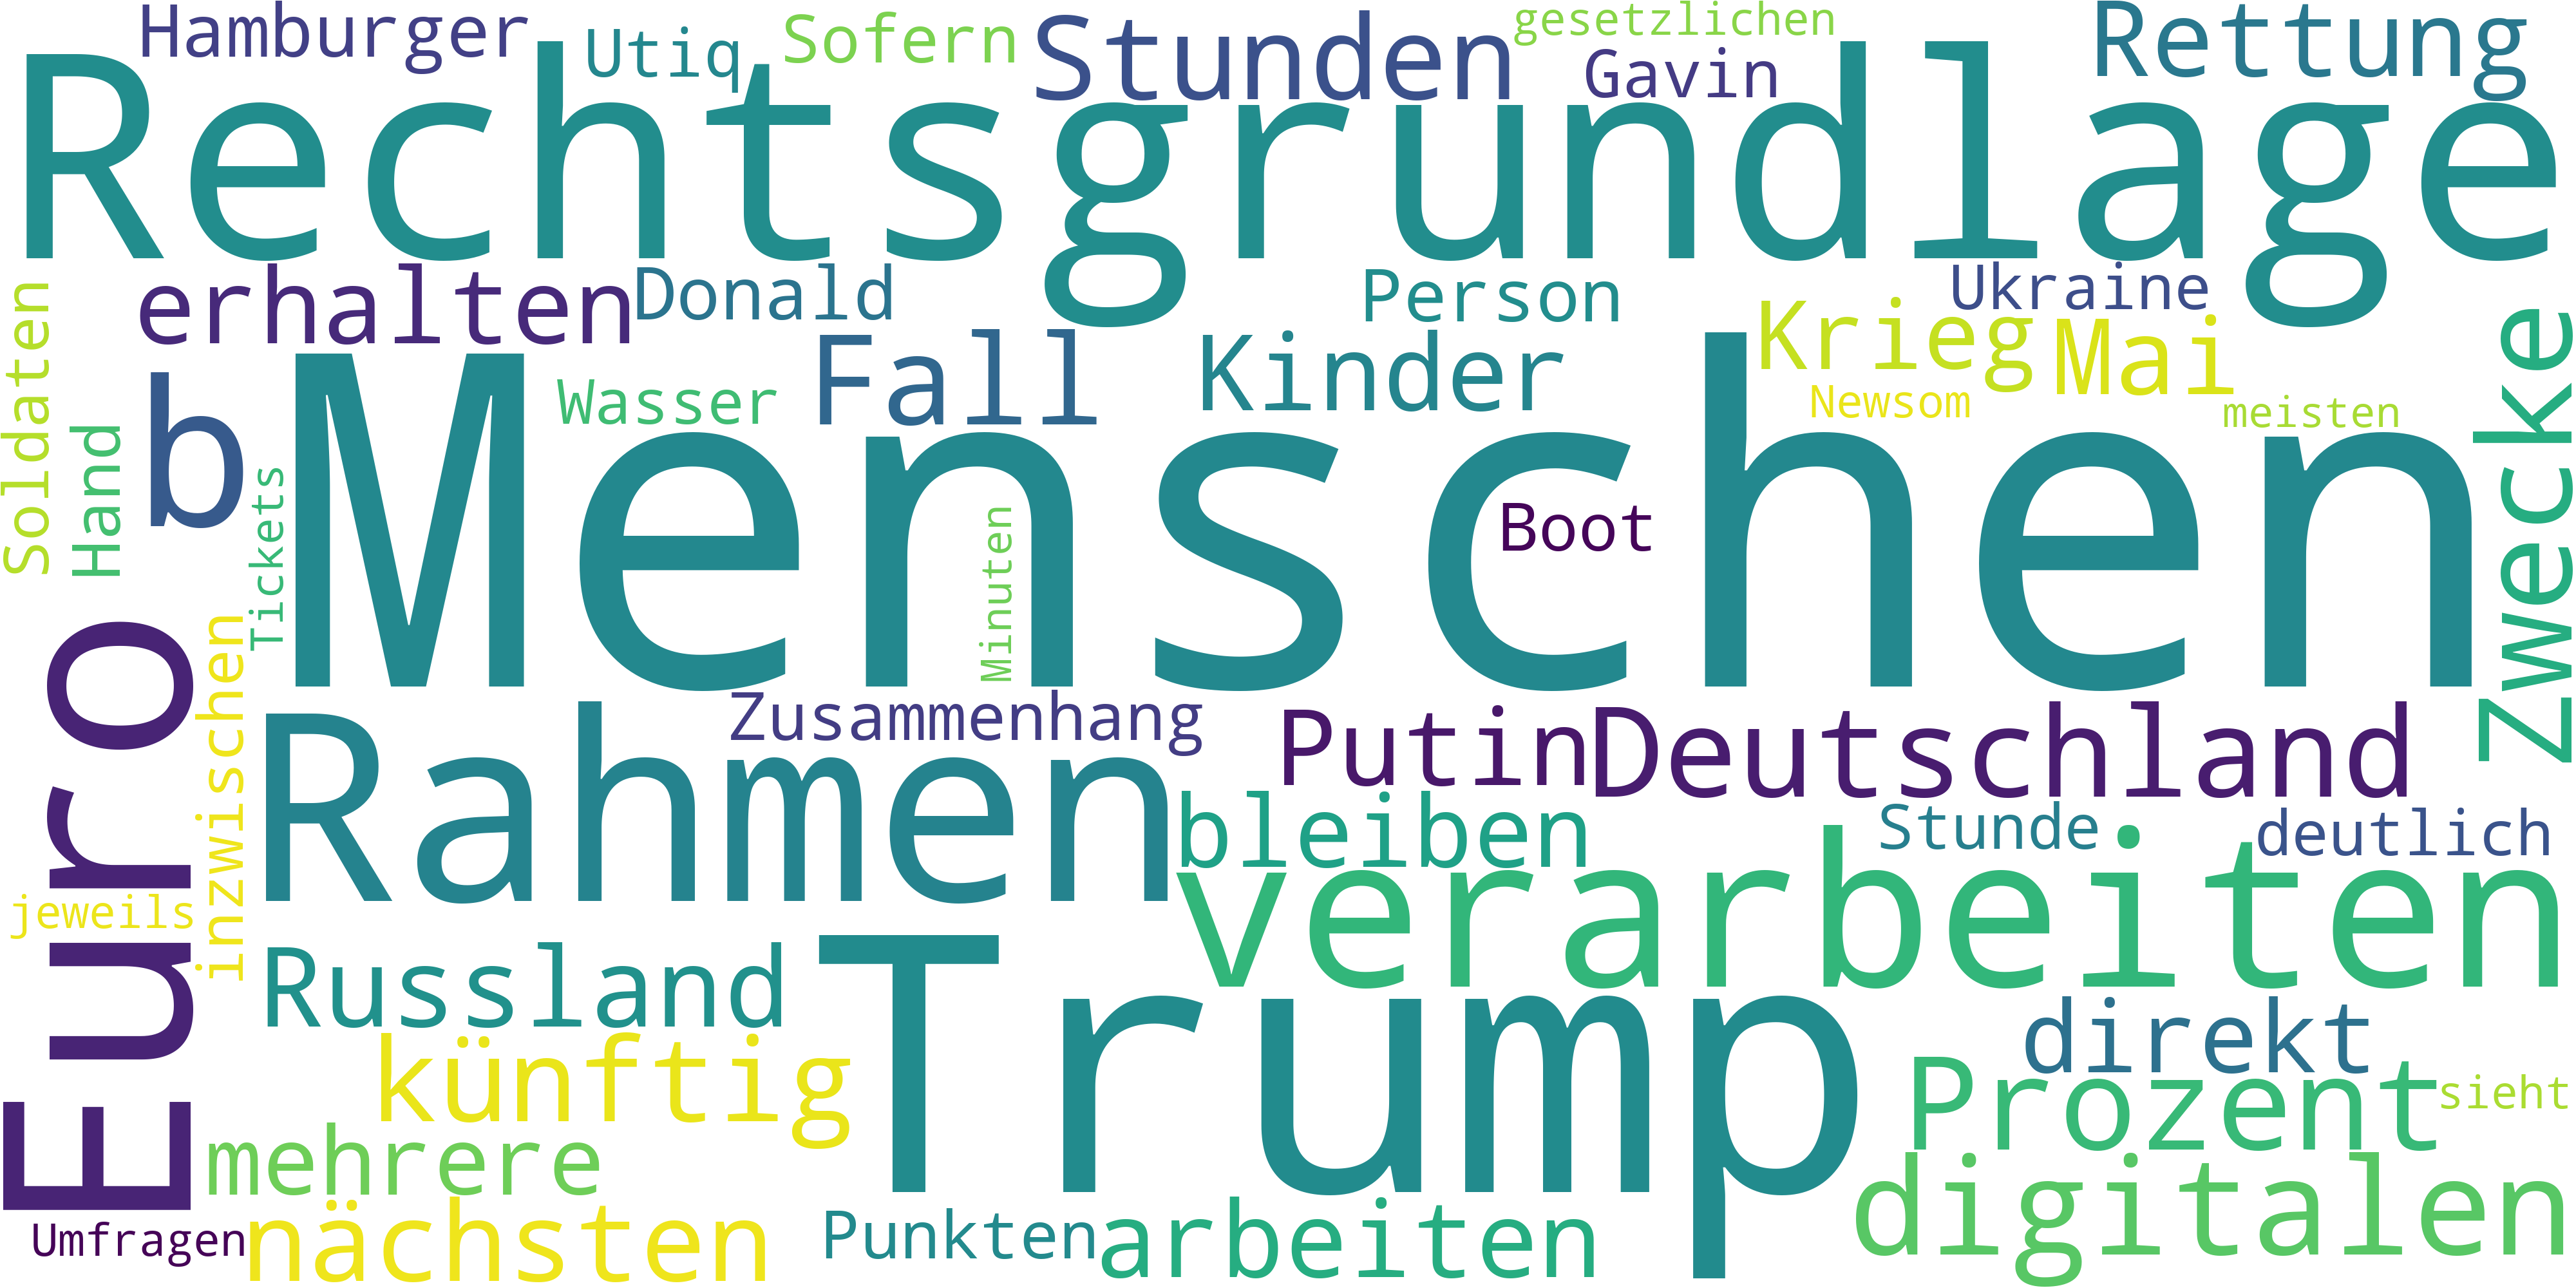 Hamburger
Utiq
Sofern
Stunden
gesetzlichen
Gavin
Rettung
Rechtsgrundlage
erhalten
Donald
Person
Ukraine
Soldaten
Hand
b
Wasser
Fall
Kinder
Krieg
Mai
Newsom
meisten
Zwecke
Tickets
Menschen
Minuten
Boot
Euro
inzwischen
jeweils
Rahmen
Zusammenhang
Putin
Deutschland
bleiben
Stunde
deutlich
verarbeiten
Russland
Trump
direkt
künftig
Prozent
sieht
mehrere
digitalen
Umfragen
nächsten
Punkten
arbeiten